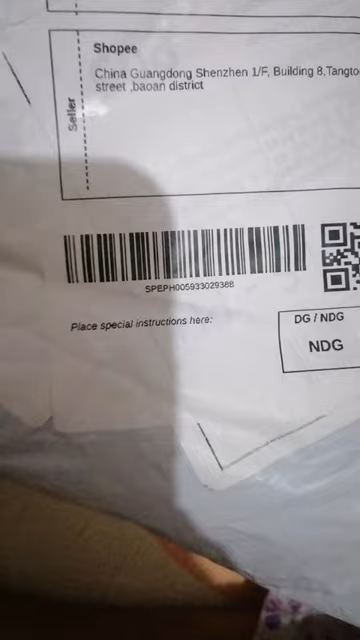 Shopee
China Guangdong Shenzhen 1/F, Building 8,Tangto
street ,baoan district
Seller
SPEPH005933029388
Place special instructions here:
DG / NDG
NDG